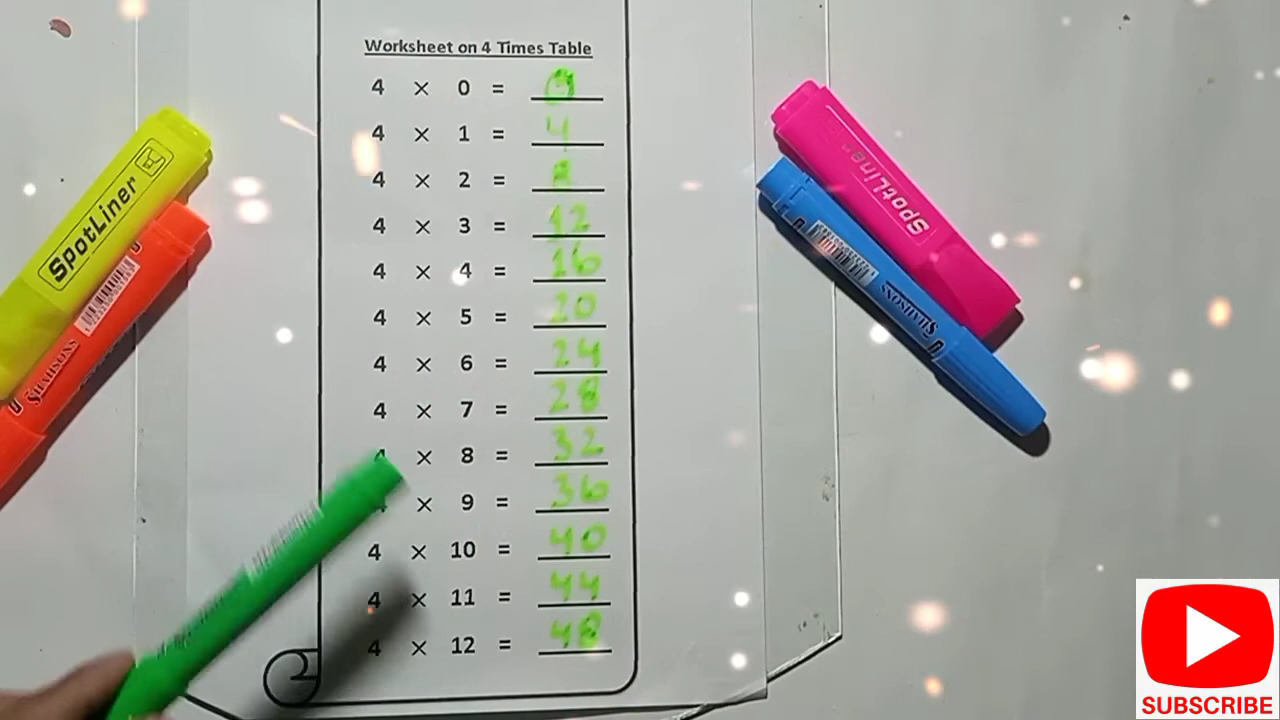 Worksheet on 4 Times Table
4 × 0 = 0
4 × 1 = 4
4 × 2 = 8
4 × 3 = 12
4 × 4 = 16
4 × 5 = 20
4 × 6 = 24
4 × 7 = 28
4 × 8 = 32
× 9 = 36
4 × 10 = 40
4 × 11 = 44
4 × 12 = 48
SpotLiner
SHAHSONS
SpotLiner
SHAHSONS
SUBSCRIBE